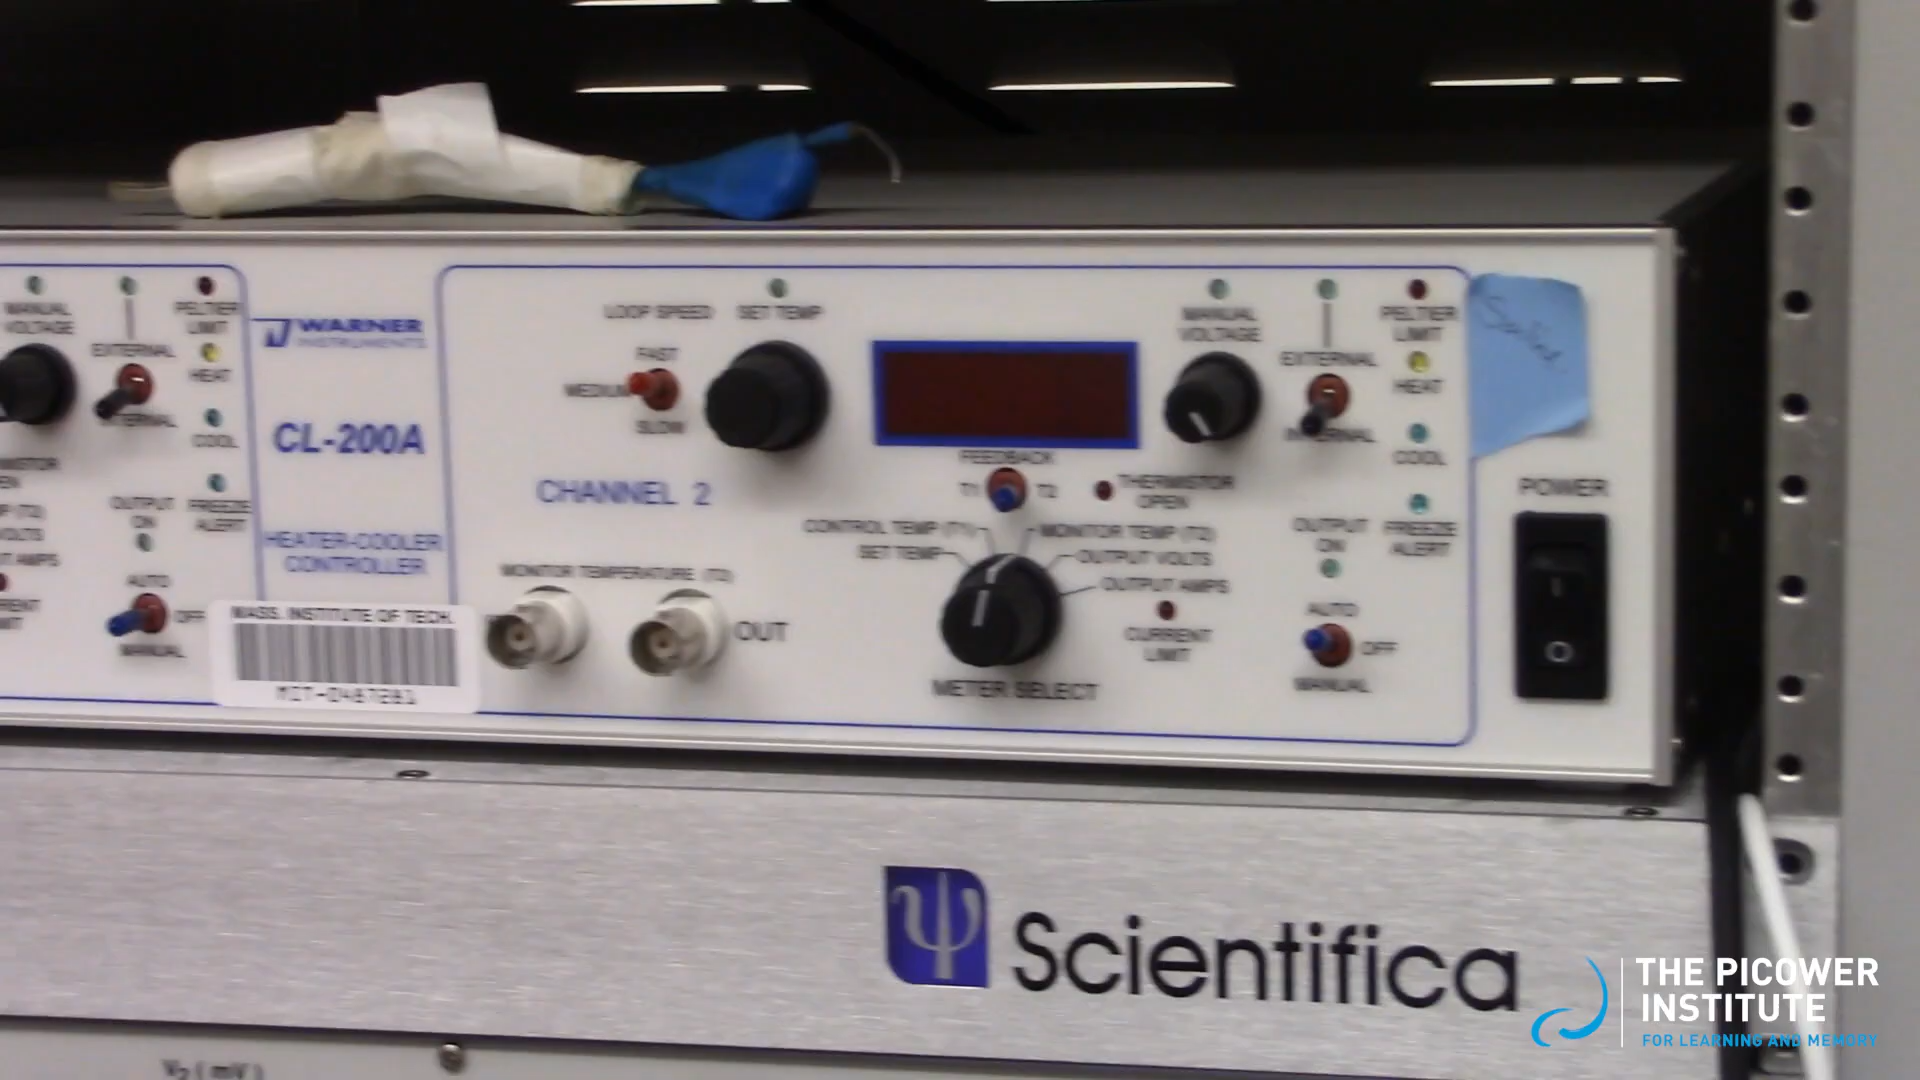 MANUAL
VOLTAGE
EXTERNAL
PELTIER
LIMIT
HEAT
COOL
OUTPUT
ON
FREEZE
ALERT
AUTO
OFF
MANUAL
WARNER
INSTRUMENTS
CL-200A
HEATER-COOLER
CONTROLLER
MASS. INSTITUTE OF TECH.
LOOP SPEED
SET TEMP
FAST
MEDIUM
SLOW
CHANNEL 2
MONITOR TEMPERATURE (T2)
OUT
FEEDBACK
T1
T2
THERMISTOR
OPEN
CONTROL TEMP (T1)
MONITOR TEMP (T2)
SET TEMP
OUTPUT VOLTS
OUTPUT AMPS
CURRENT
LIMIT
METER SELECT
MANUAL
VOLTAGE
EXTERNAL
INTERNAL
PELTIER
LIMIT
HEAT
COOL
FREEZE
ALERT
OUTPUT
ON
AUTO
OFF
MANUAL
POWER
Scientifica
V2 (mV)
THE PICOWER
INSTITUTE
FOR LEARNING AND MEMORY